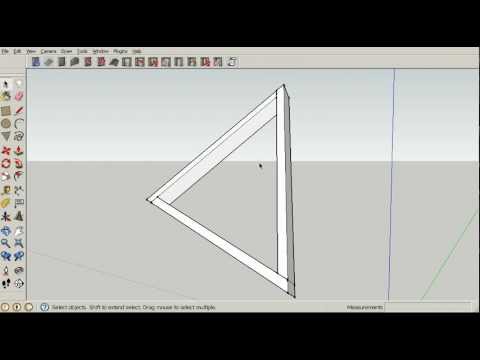 File Edit View Camera Draw Tools Window Plugins Help
Select objects. Shift to extend select. Drag mouse to select multiple.
Measurements